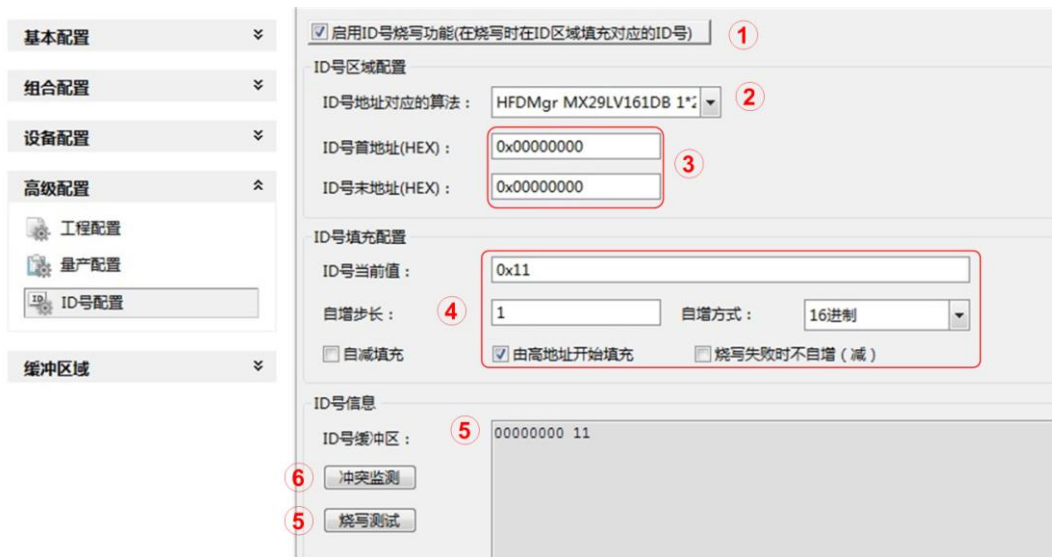 基本配置
组合配置
设备配置
高级配置
工程配置
量产配置
ID号配置
缓冲区域
启用ID号烧写功能(在烧写时在ID区域填充对应的ID号)
①
ID号区域配置
ID号地址对应的算法： HFDMgr MX29LV161DB 1*2 ②
ID号首地址(HEX)： 0x00000000
③
ID号末地址(HEX)： 0x00000000
ID号填充配置
ID号当前值： 0x11
自增步长： ④ 1 自增方式： 16进制
自减填充 由高地址开始填充 烧写失败时不自增（减）
ID号信息
ID号缓冲区： ⑤ 00000000 11
⑥ 冲突监测
⑤ 烧写测试